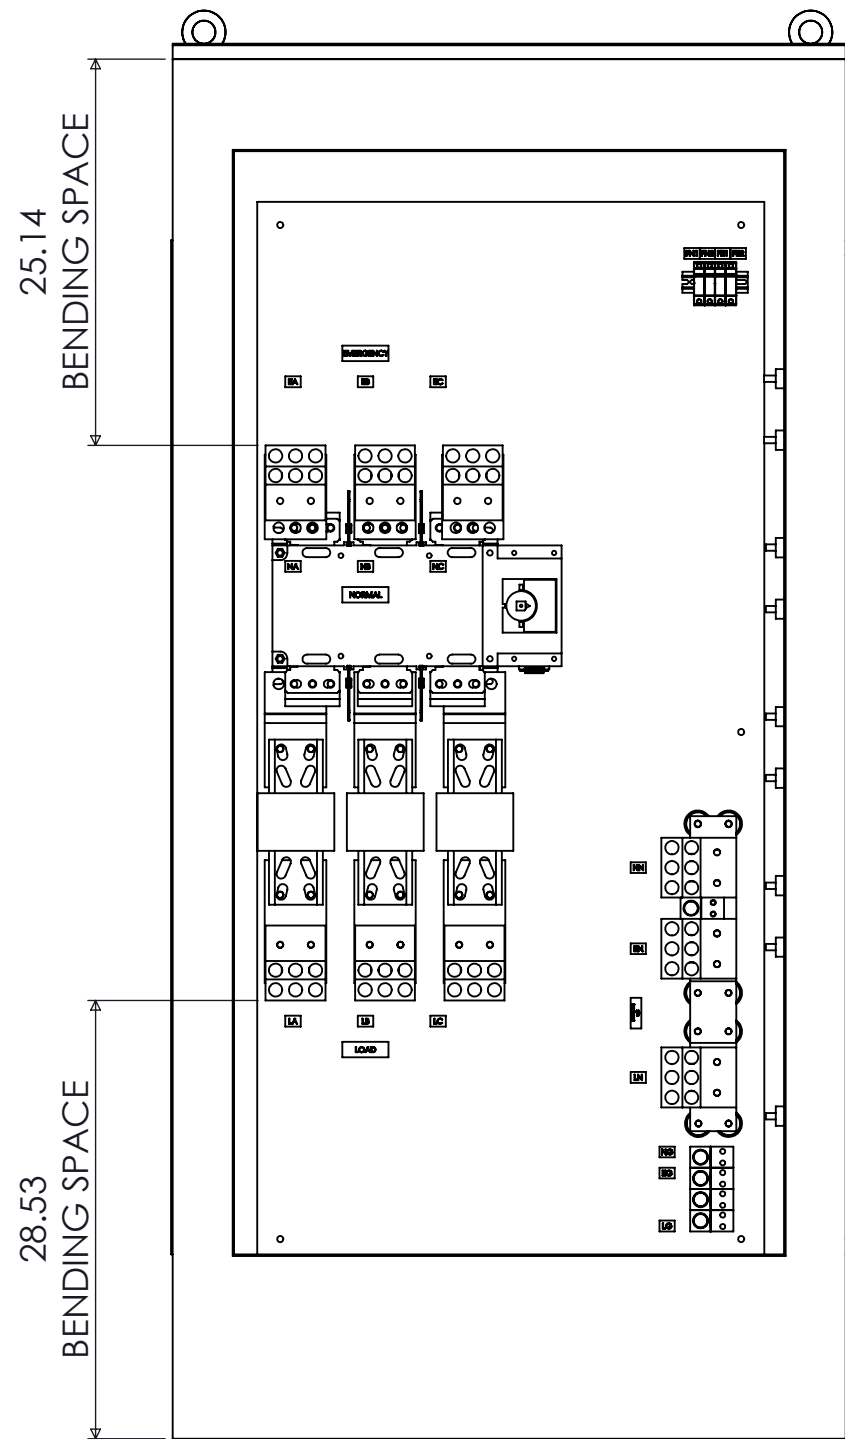 25.14
BENDING SPACE
EMERGENCY
EA EB EC
NA NB NC
NORMAL
NN
EN
LN
LA LB LC
LOAD
NG
EG
LG
28.53
BENDING SPACE